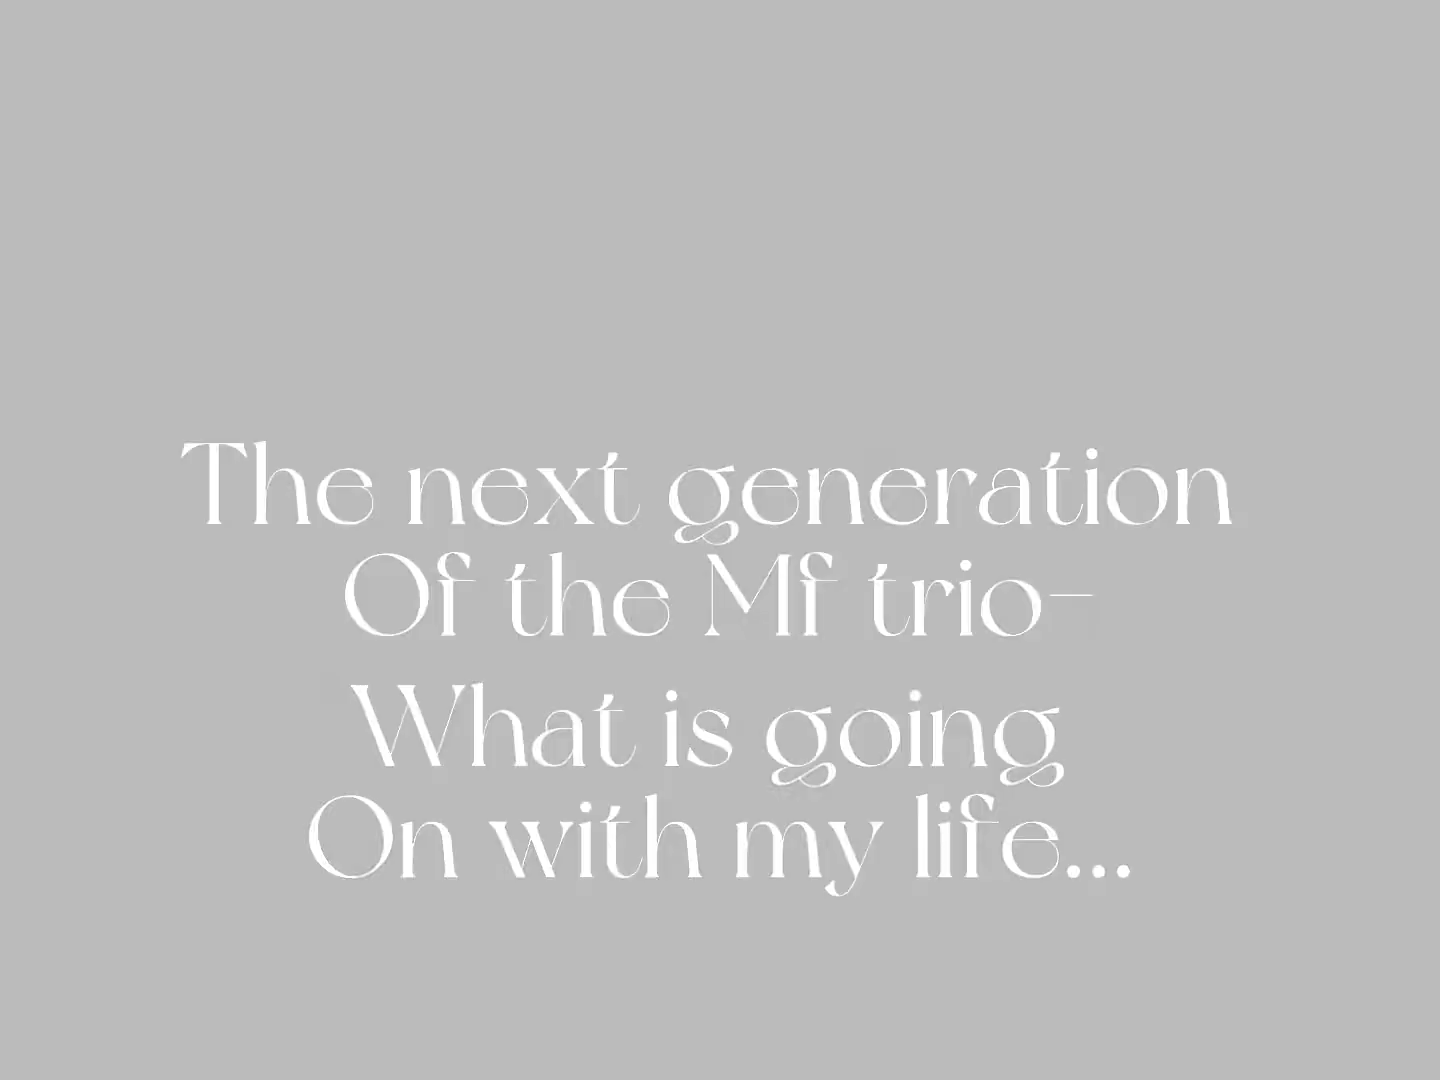 The next generation
Of the Mf trio-
What is going
On with my life...